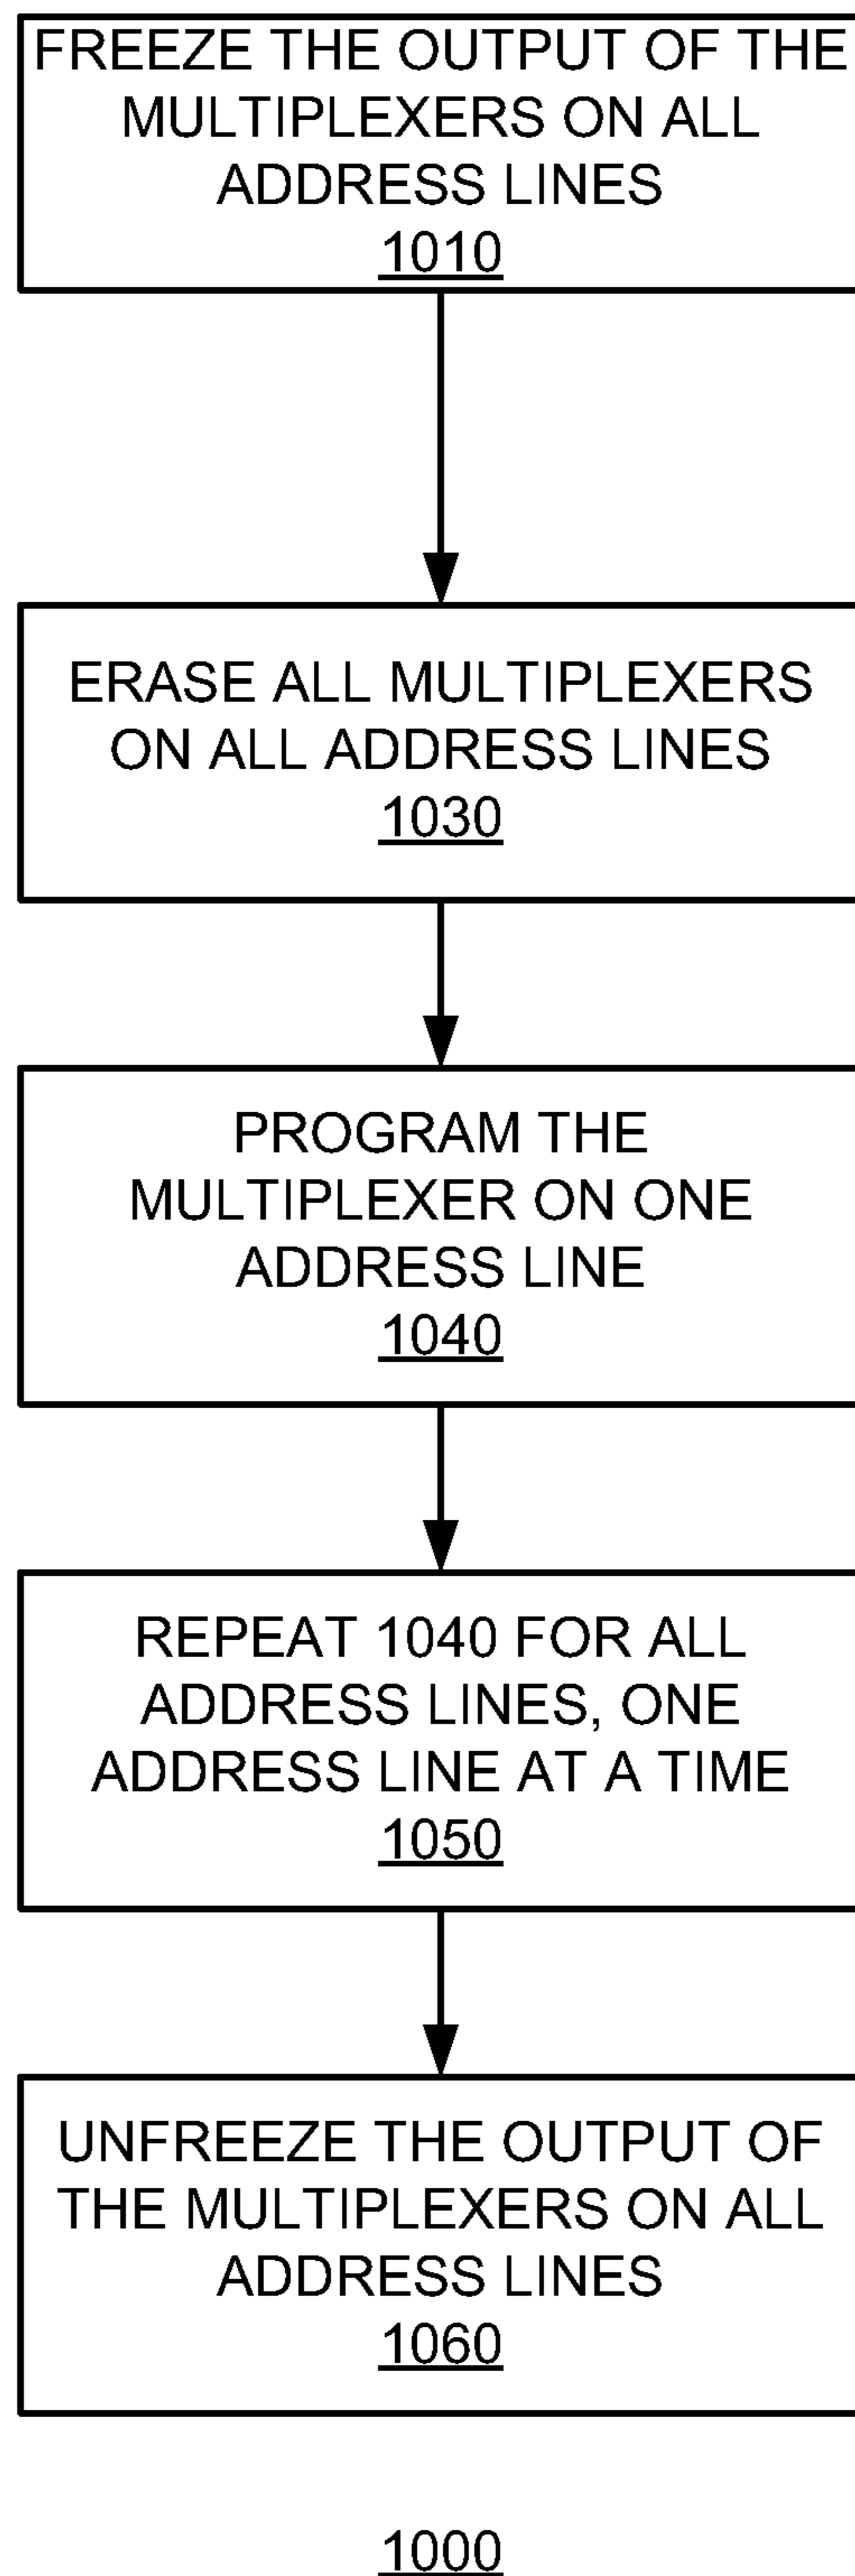 FREEZE THE OUTPUT OF THE
MULTIPLEXERS ON ALL
ADDRESS LINES
1010
ERASE ALL MULTIPLEXERS
ON ALL ADDRESS LINES
1030
PROGRAM THE
MULTIPLEXER ON ONE
ADDRESS LINE
1040
REPEAT 1040 FOR ALL
ADDRESS LINES, ONE
ADDRESS LINE AT A TIME
1050
UNFREEZE THE OUTPUT OF
THE MULTIPLEXERS ON ALL
ADDRESS LINES
1060
1000